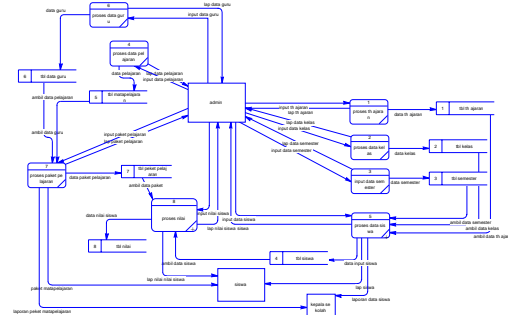 lap data guru
data guru
6
proses data gur
u
input data guru
4
proses data pel
ajaran
6
tbl data guru
data pelajaran
lap data pelajaran
input data pelajaran
ambil data pelajaran
5
tbl matapelajara
n
admin
input th ajaran
lap th ajaran
1
proses th ajara
n
data th ajaran
1
tbl th ajaran
lap data kelas
input data kelas
ambil data guru
input paket pelajaran
lap paket pelajaran
2
proses data kel
as
data kelas
2
tbl kelas
lap data semester
input data semester
7
proses paket pe
lajaran
data paket pelajaran
7
tbl paket pelaj
aran
ambil data paket
3
input data sem
ester
data semester
3
tbl semester
8
proses nilai
data nilai siswa
input nilai siswa
input data siswa
lap nilai siswa siswa
5
proses data sis
wa
ambil data semester
ambil data kelas
ambil data th ajar
8
tbl nilai
ambil data siswa
4
tbl siswa
data input siswa
lap nilai nilai siswa
siswa
lap siswa
paket matapelajaran
laporan data siswa
kepala se
kolah
laporan paket matapelajaran